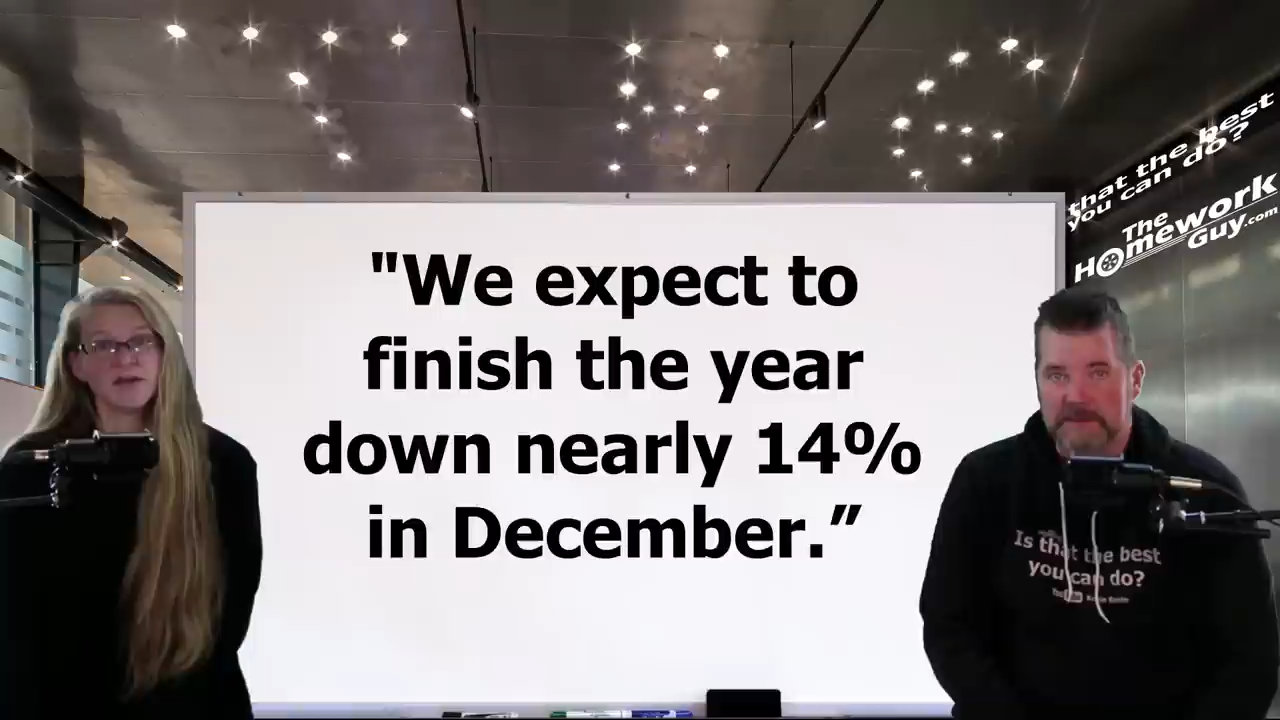 "We expect to
finish the year
down nearly 14%
in December.”
that the best
you can do?
The
Homework
Guy.com
Is that the best
you can do?
YouTube